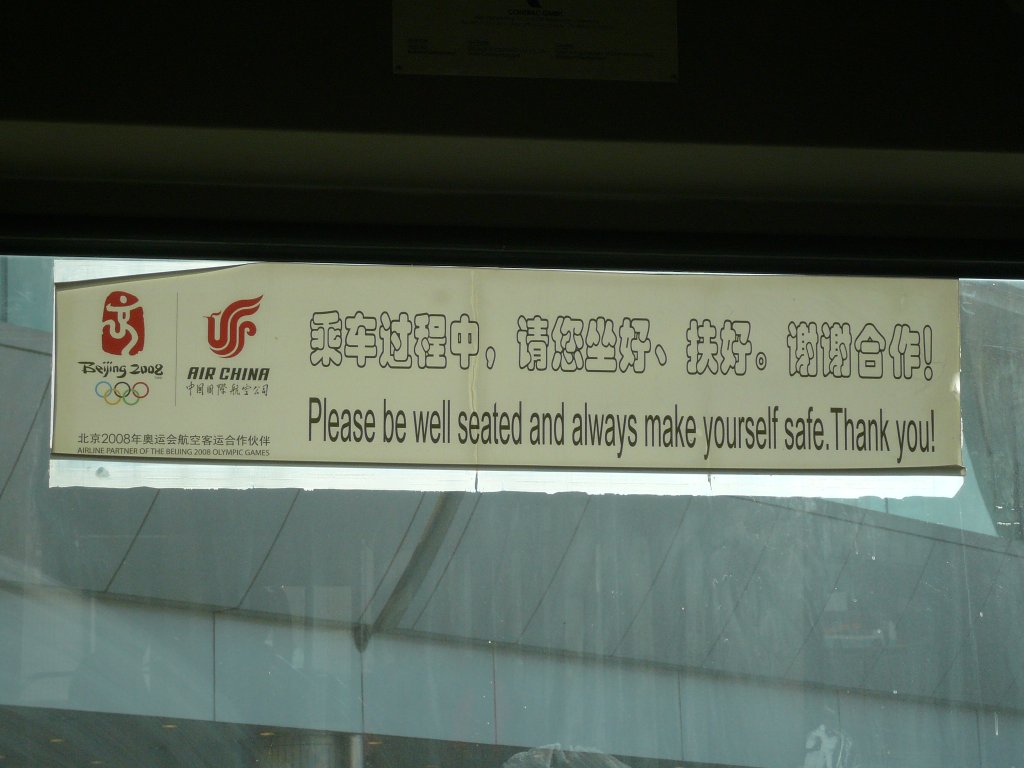 Beijing 2008
AIR CHINA
中国国际航空公司
北京2008年奥运会航空客运合作伙伴
AIRLINE PARTNER OF THE BEIJING 2008 OLYMPIC GAMES
乘车过程中，请您坐好、扶好。谢谢合作！
Please be well seated and always make yourself safe.Thank you!